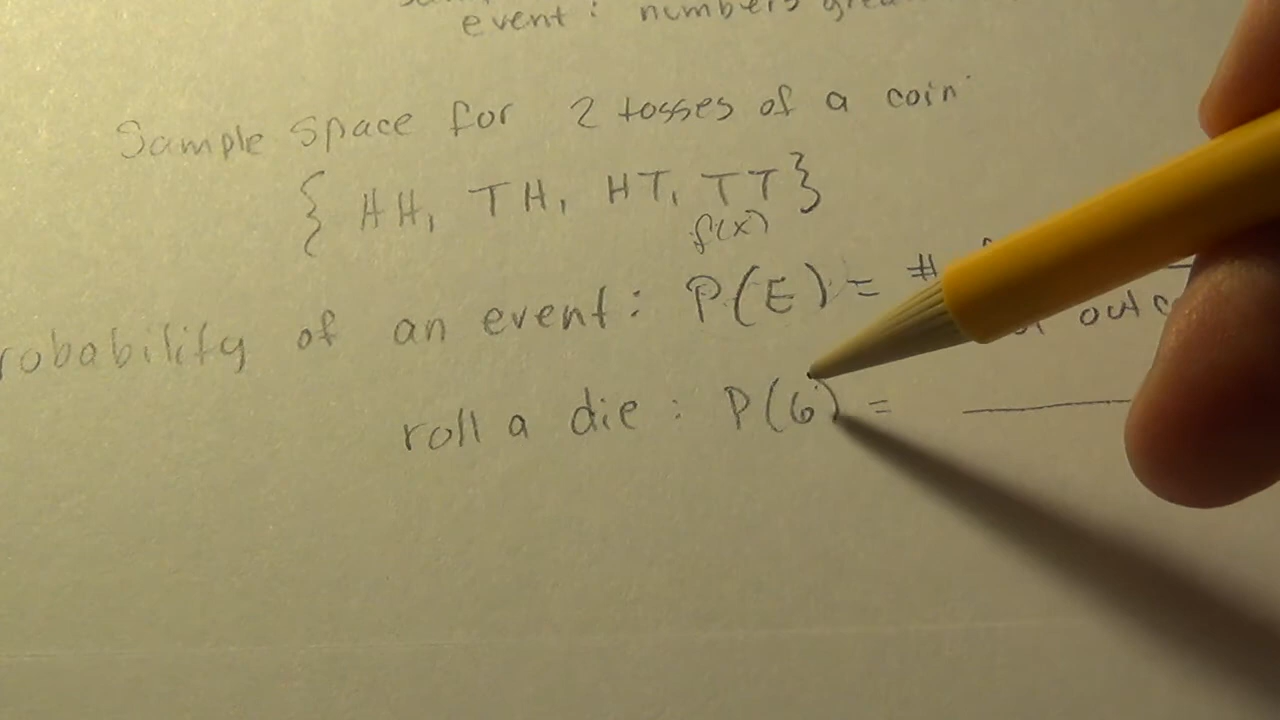 event : numbers
Sample space for 2 tosses of a coin
{ HH, TH, HT, TT }
f(x)
robability of an event : P(E) = #
outc
roll a die : P(6) =